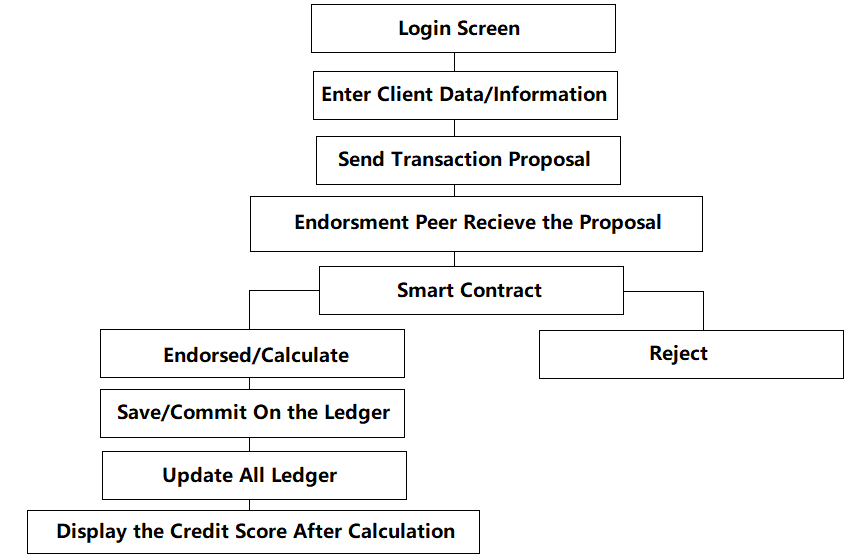 Login Screen
Enter Client Data/Information
Send Transaction Proposal
Endorsment Peer Recieve the Proposal
Smart Contract
Endorsed/Calculate
Reject
Save/Commit On the Ledger
Update All Ledger
Display the Credit Score After Calculation